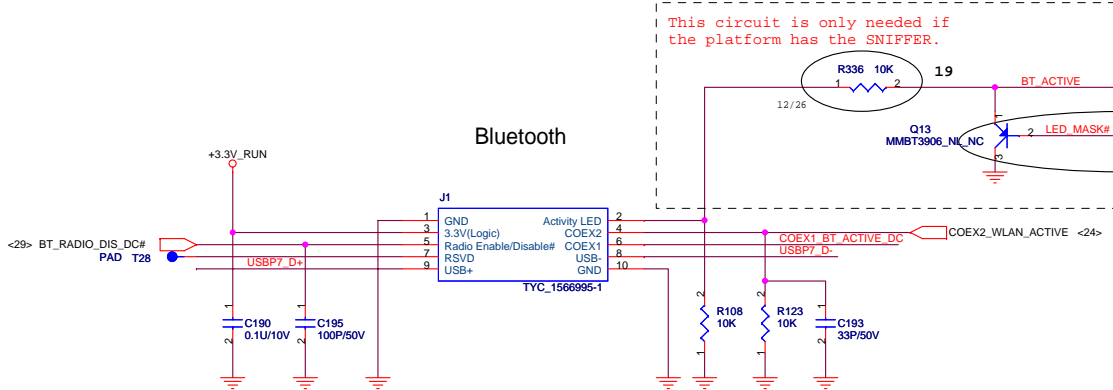 This circuit is only needed if
the platform has the SNIFFER.
R336 10K
1 2
19
12/26
BT_ACTIVE
1
Q13
MMBT3906_NL_NC
2
LED_MASK#
3
Bluetooth
+3.3V_RUN
J1
1 GND Activity LED 2
3 3.3V(Logic) COEX2 4
5 Radio Enable/Disable# COEX1 6
7 RSVD USB- 8
9 USB+ GND 10
TYC_1566995-1
<29> BT_RADIO_DIS_DC#
PAD T28
USBP7_D+
COEX2_WLAN_ACTIVE <24>
COEX1_BT_ACTIVE_DC
USBP7_D-
1
C190
0.1U/10V
2
1
C195
100P/50V
2
2
R108
10K
1
2
R123
10K
1
1
C193
33P/50V
2